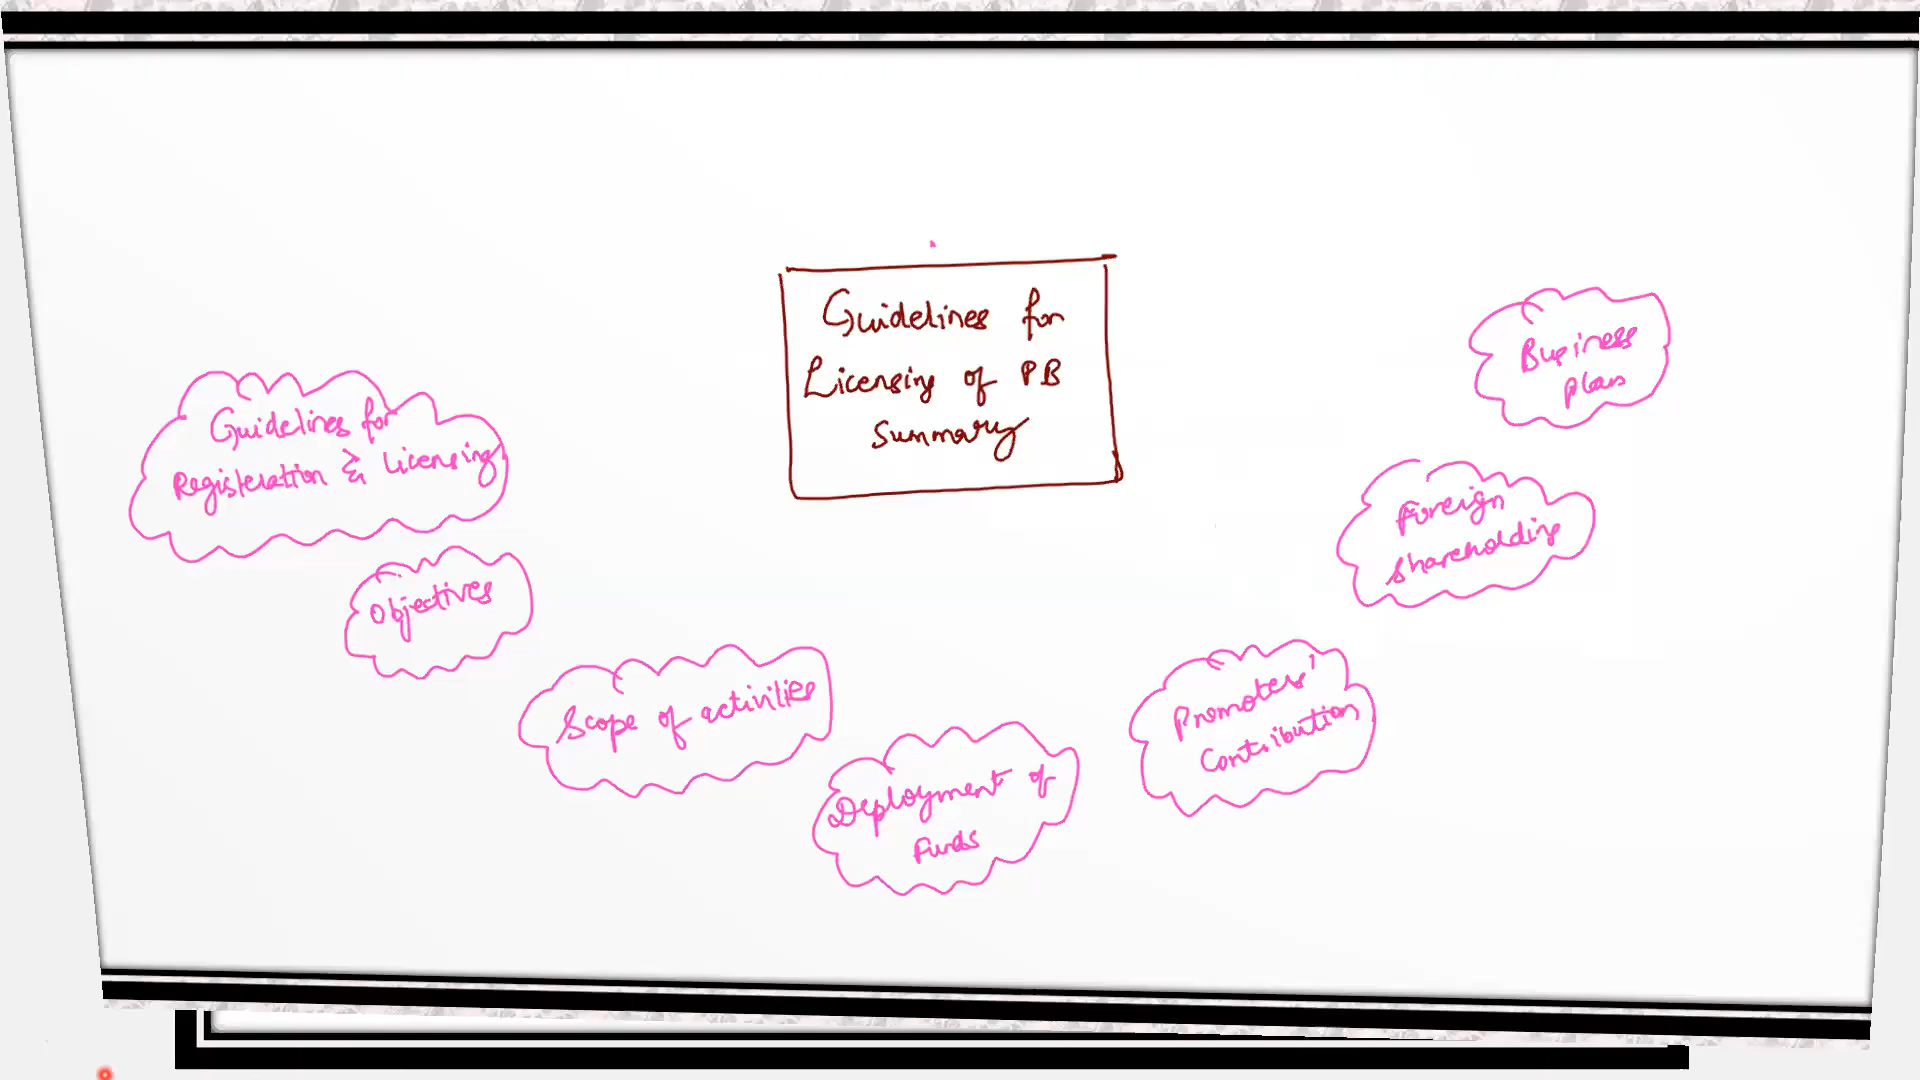 Guidelines for
Licensing of PB
Summary
Guidelines for
Registeration & Licensing
Objectives
Scope of activities
Deployment of
Funds
Promoters'
Contribution
Foreign
Shareholding
Business
plan